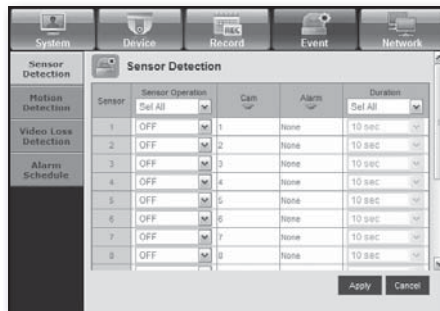 System Device Record Event Network
REC
Sensor Detection
Motion Detection
Video Loss Detection
Alarm Schedule
Sensor Detection
Sensor Sensor Operation Cam Alarm Duration
Sel All Sel All
1 OFF 1 None 10 sec
2 OFF 2 None 10 sec
3 OFF 3 None 10 sec
4 OFF 4 None 10 sec
5 OFF 5 None 10 sec
6 OFF 6 None 10 sec
7 OFF 7 None 10 sec
8 OFF 8 None 10 sec
Apply Cancel